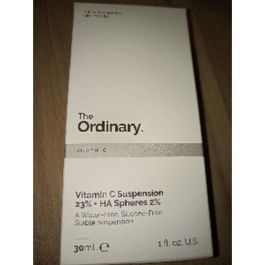 The
Ordinary.
Vitamin C Suspension
23% + HA Spheres 2%
A Water-Free, Silicone-Free
Stable Suspension
30ml ℮ 1 fl. oz. U.S.